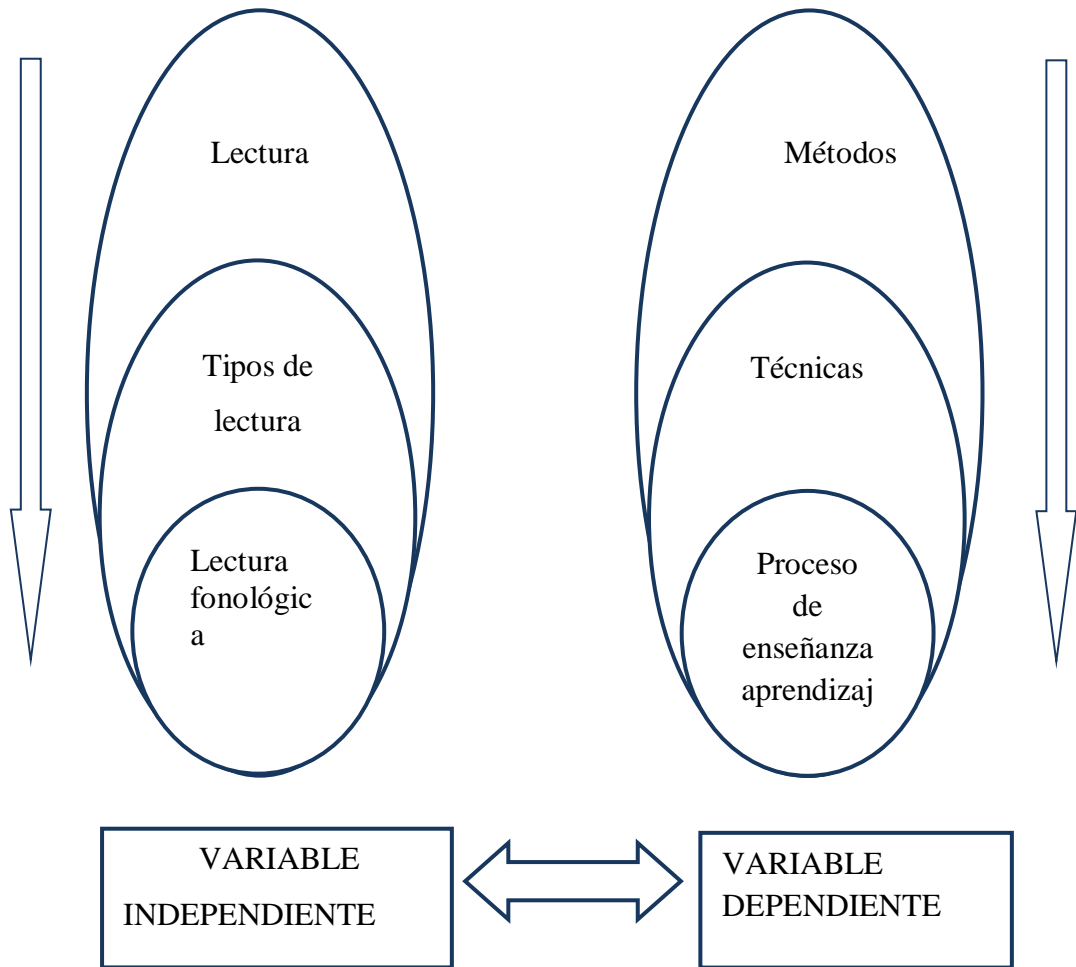 Lectura
Tipos de
lectura
Lectura
fonológic
a
VARIABLE
INDEPENDIENTE
Métodos
Técnicas
Proceso
de
enseñanza
aprendizaj
VARIABLE
DEPENDIENTE